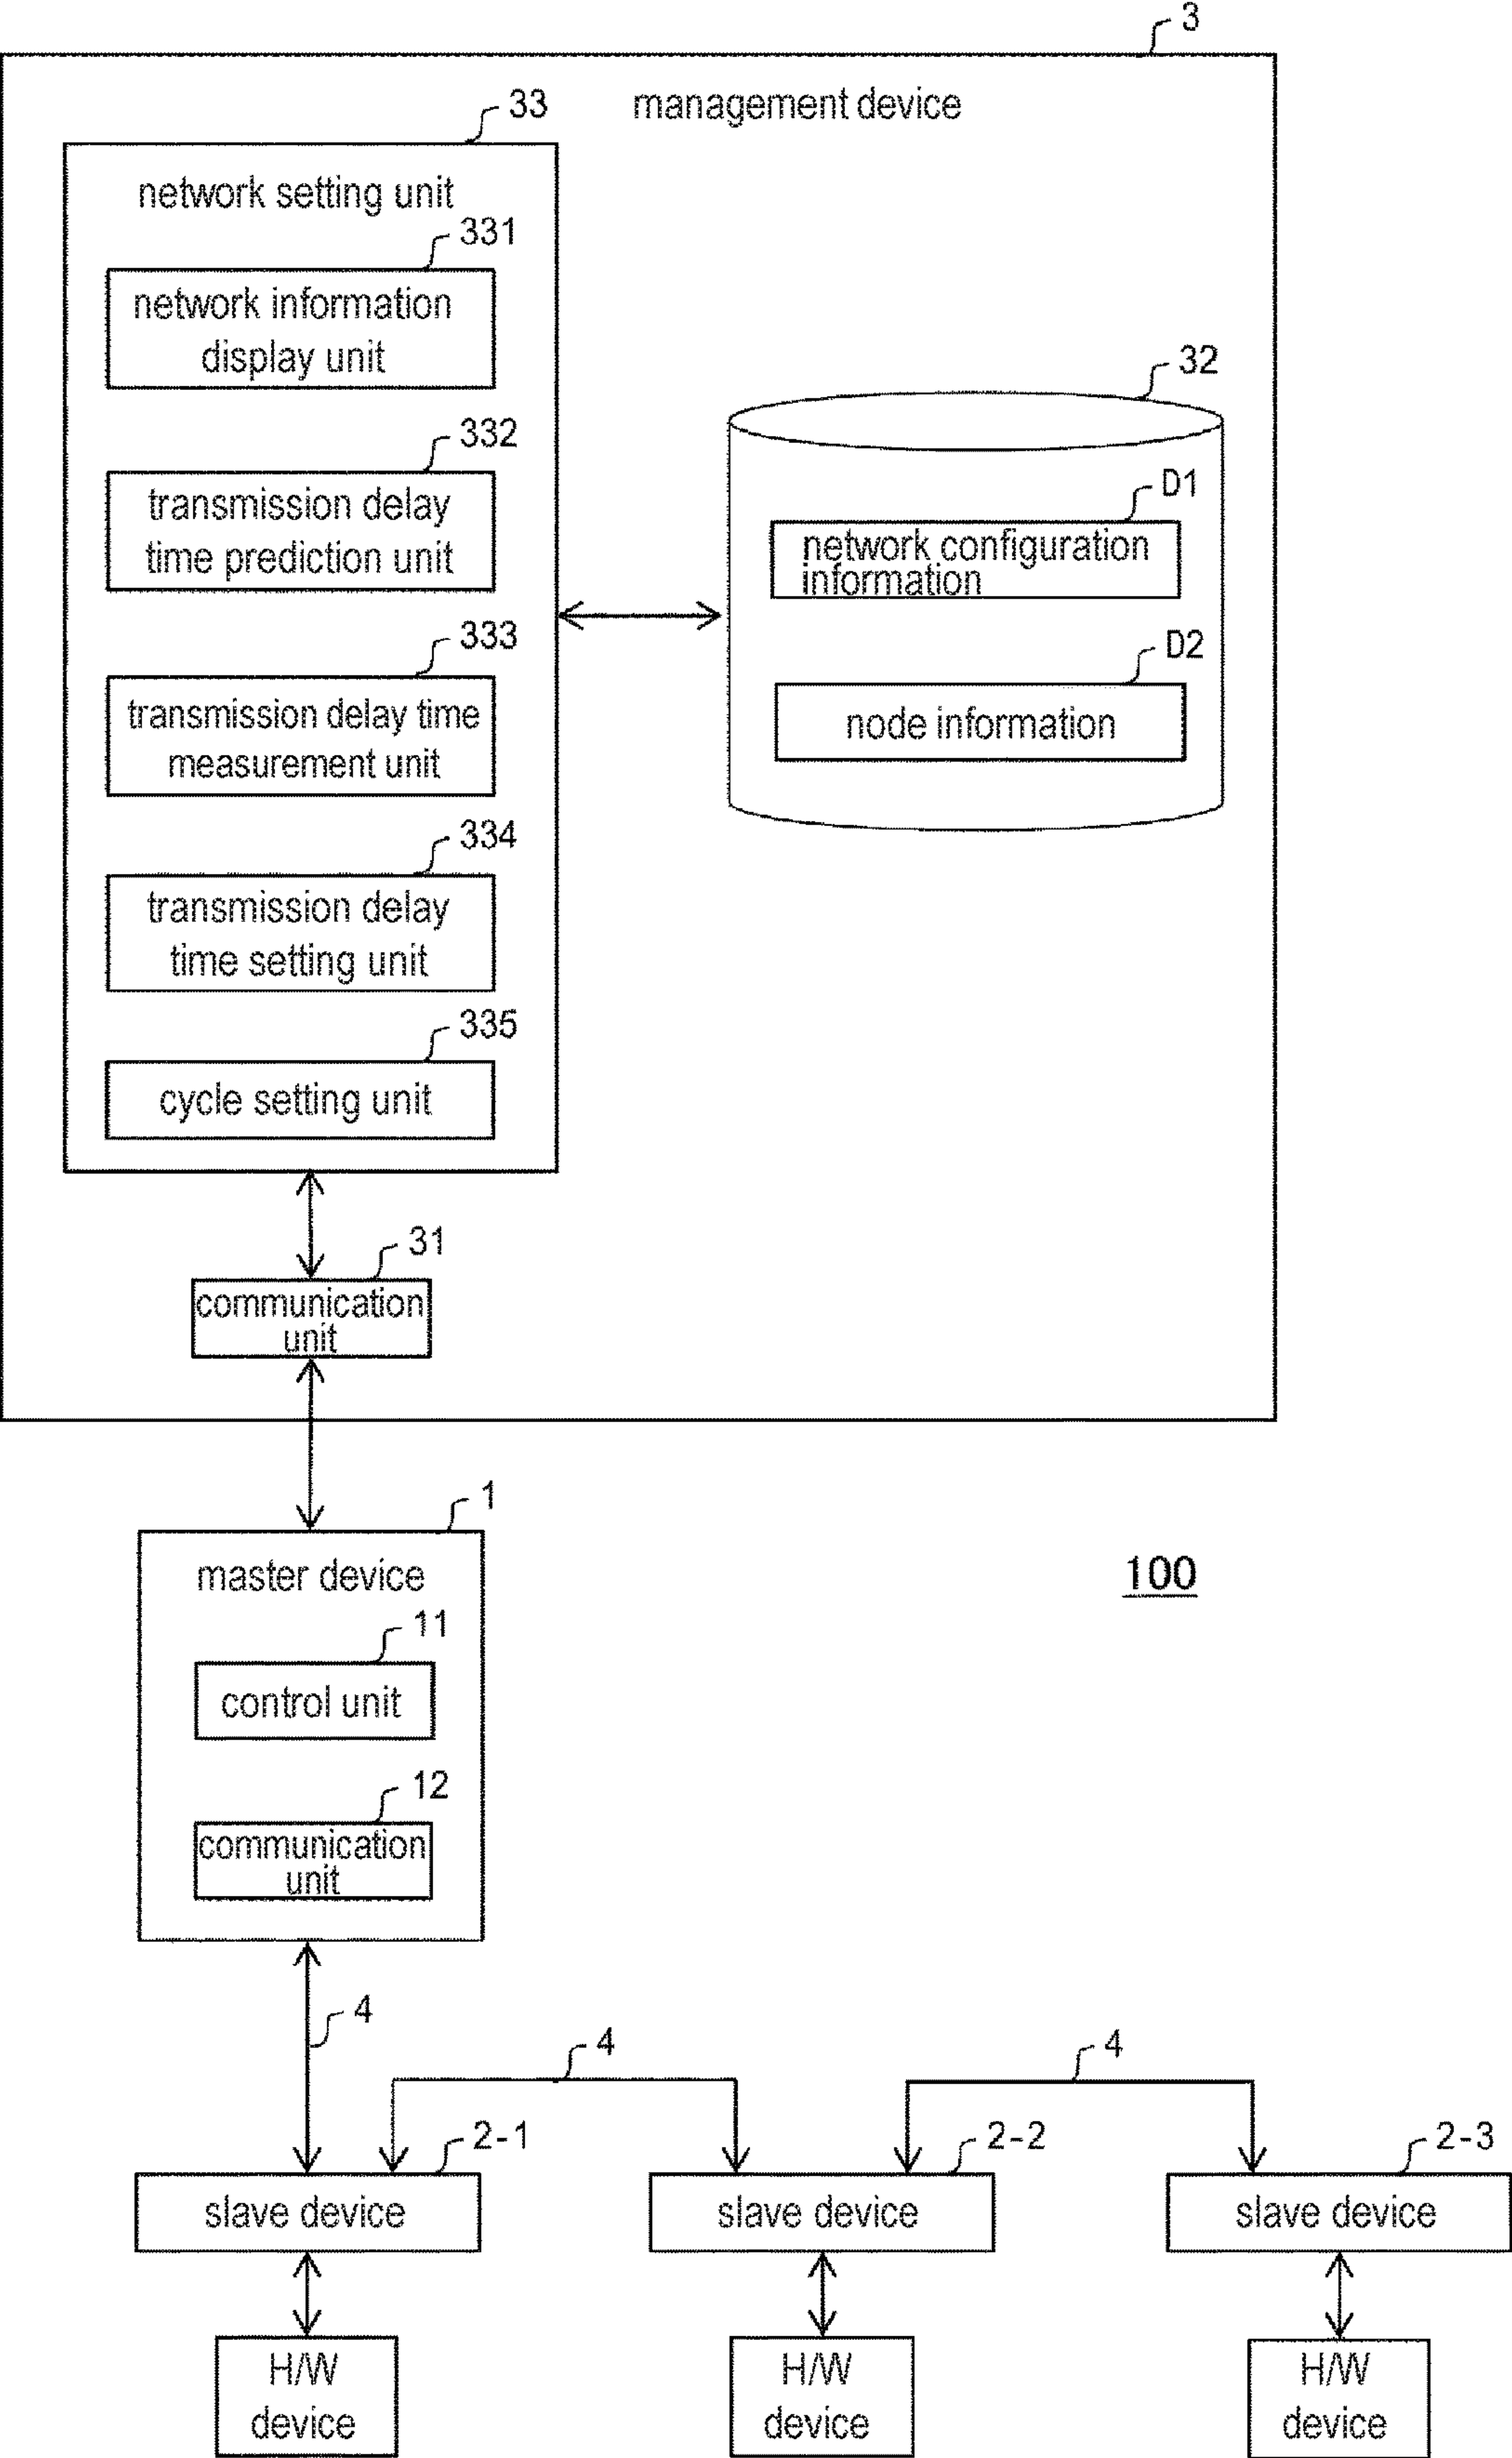 3
management device
33
network setting unit
331
network information
display unit
332
transmission delay
time prediction unit
333
transmission delay time
measurement unit
334
transmission delay
time setting unit
335
cycle setting unit
32
D1
network configuration
information
D2
node information
31
communication
unit
1
master device
11
control unit
12
communication
unit
100
4
4
4
2-1
slave device
2-2
slave device
2-3
slave device
H/W
device
H/W
device
H/W
device